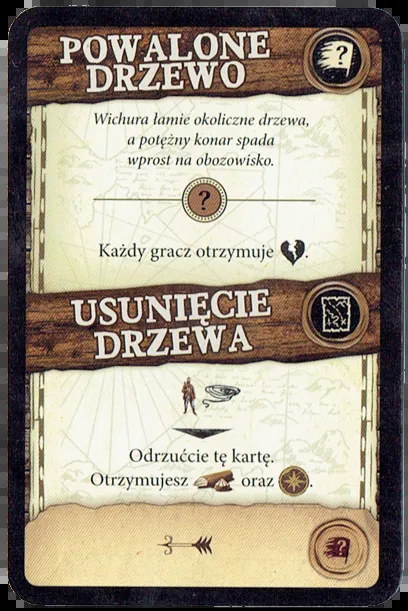 POWALONE
DRZEWO
?
Wichura łamie okoliczne drzewa,
a potężny konar spada
wprost na obozowisko.
?
Każdy gracz otrzymuje .
USUNIĘCIE
DRZEWA
Odrzućcie tę kartę.
Otrzymujesz oraz .
3
?